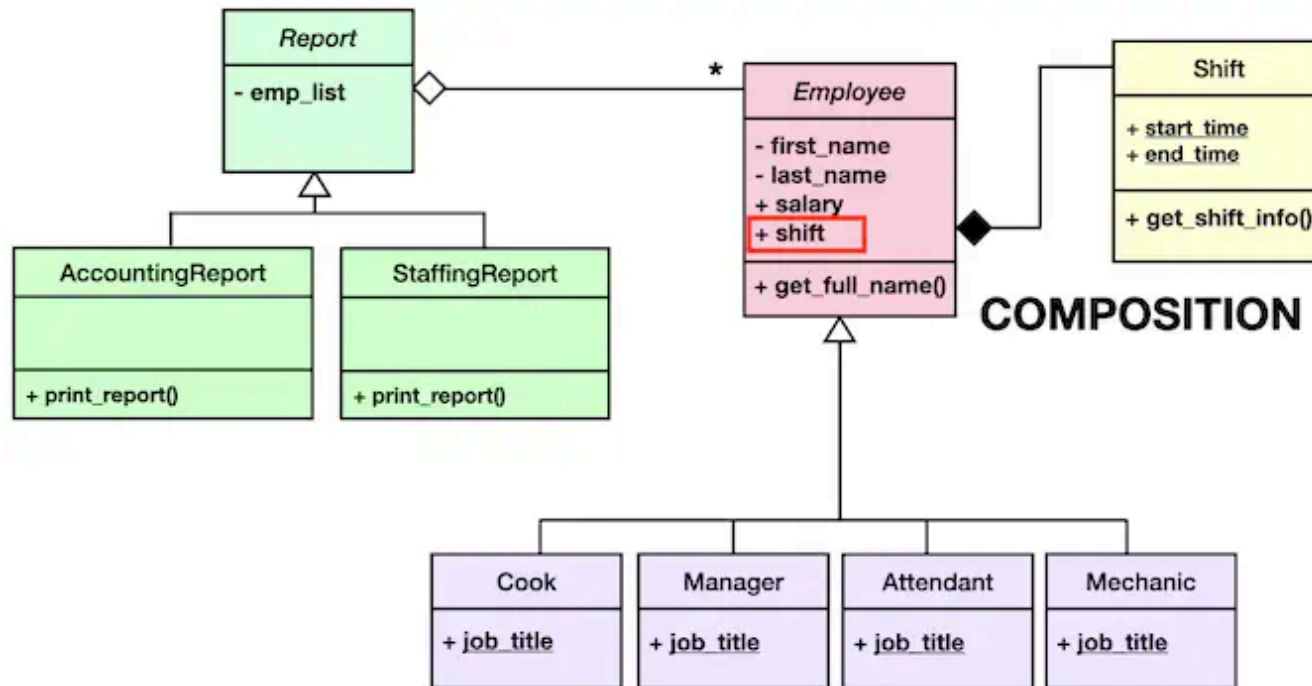 Report
- emp_list
*
Employee
- first_name
- last_name
+ salary
+ shift
+ get_full_name()
Shift
+ start_time
+ end_time
+ get_shift_info()
COMPOSITION
AccountingReport
+ print_report()
StaffingReport
+ print_report()
Cook
+ job_title
Manager
+ job_title
Attendant
+ job_title
Mechanic
+ job_title